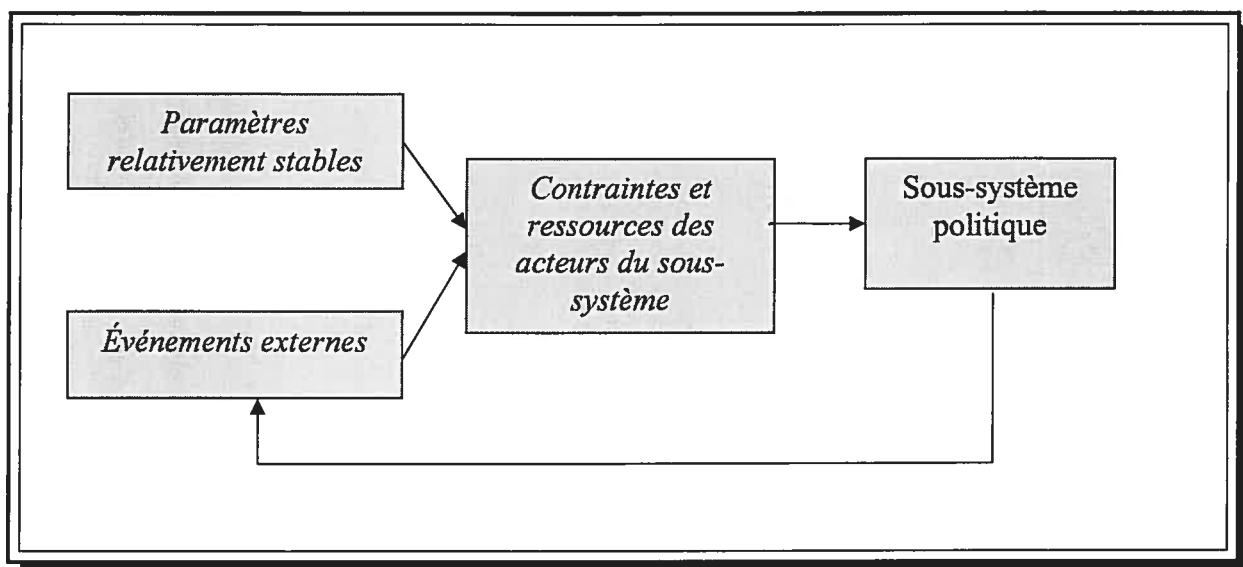 Paramètres
relativement stables
Événements externes
Contraintes et
ressources des
acteurs du sous-
système
Sous-système
politique